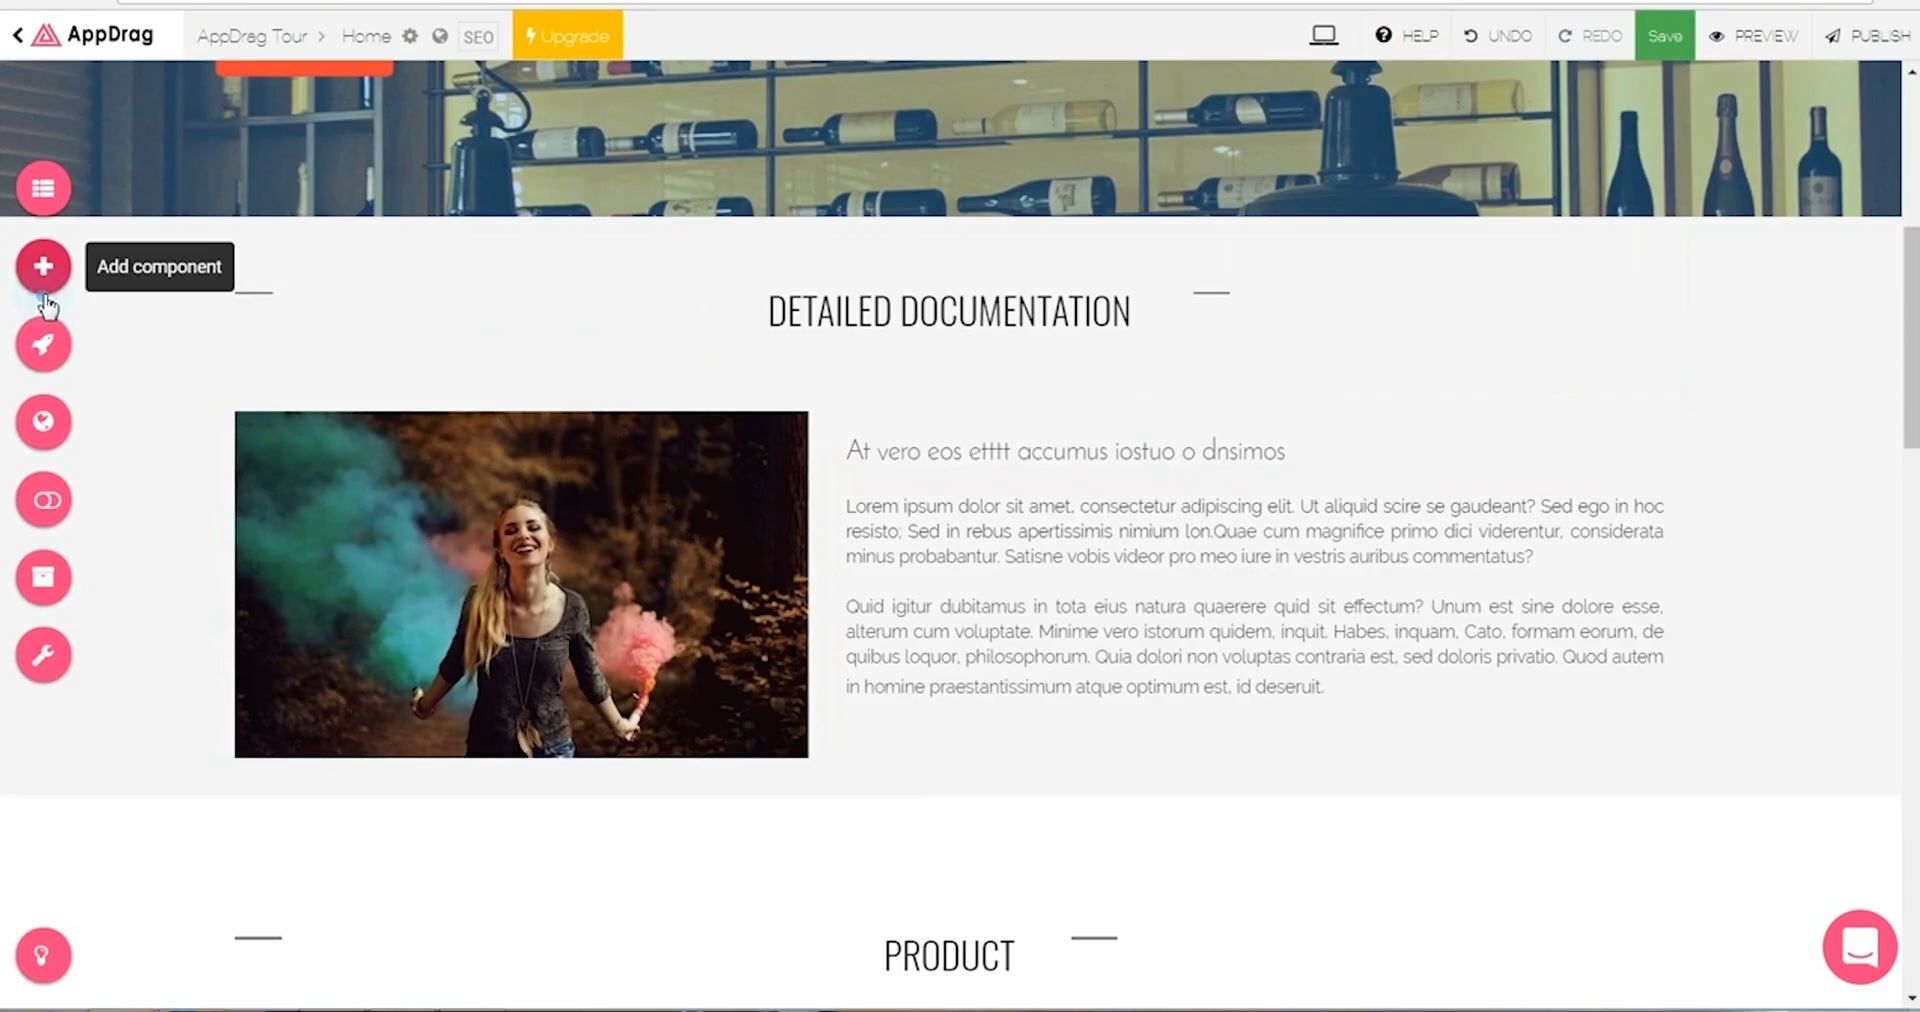 AppDrag
AppDrag Tour > Home SEO Upgrade HELP UNDO REDO Save PREVIEW PUBLISH
Add component
DETAILED DOCUMENTATION
At vero eos etttt accumus iostuo o dnsimos
Lorem ipsum dolor sit amet, consectetur adipiscing elit. Ut aliquid scire se gaudeant? Sed ego in hoc
resisto; Sed in rebus apertissimis nimium lon.Quae cum magnifice primo dici viderentur, considerata
minus probabantur. Satisne vobis videor pro meo iure in vestris auribus commentatus?
Quid igitur dubitamus in tota eius natura quaerere quid sit effectum? Unum est sine dolore esse,
alterum cum voluptate. Minime vero istorum quidem, inquit. Habes, inquam, Cato, formam eorum, de
quibus loquor, philosophorum. Quia dolori non voluptas contraria est, sed doloris privatio. Quod autem
in homine praestantissimum atque optimum est, id deseruit.
PRODUCT